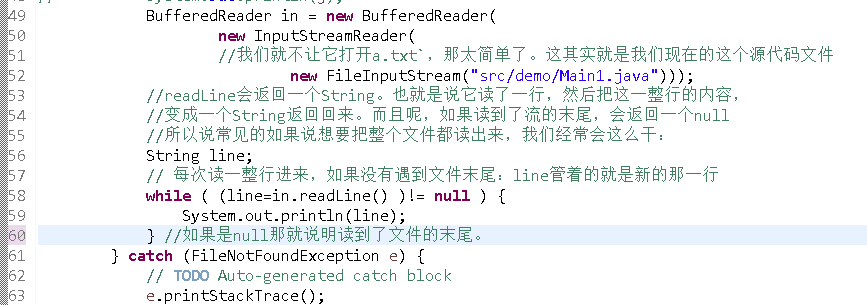 49 BufferedReader in = new BufferedReader(
50 new InputStreamReader(
51 //我们就不让它打开a.txt`，那太简单了。这其实就是我们现在的这个源代码文件
52 new FileInputStream("src/demo/Main1.java")));
53 //readLine会返回一个String。也就是说它读了一行，然后把这一整行的内容，
54 //变成一个String返回回来。而且呢，如果读到了流的末尾，会返回一个null
55 //所以说常见的如果说想要把整个文件都读出来，我们经常会这么干：
56 String line;
57 // 每次读一整行进来，如果没有遇到文件末尾：line管着的就是新的那一行
58 while ( (line=in.readLine() )!= null ) {
59 System.out.println(line);
60 } //如果是null那就说明读到了文件的末尾。
61 } catch (FileNotFoundException e) {
62 // TODO Auto-generated catch block
63 e.printStackTrace();